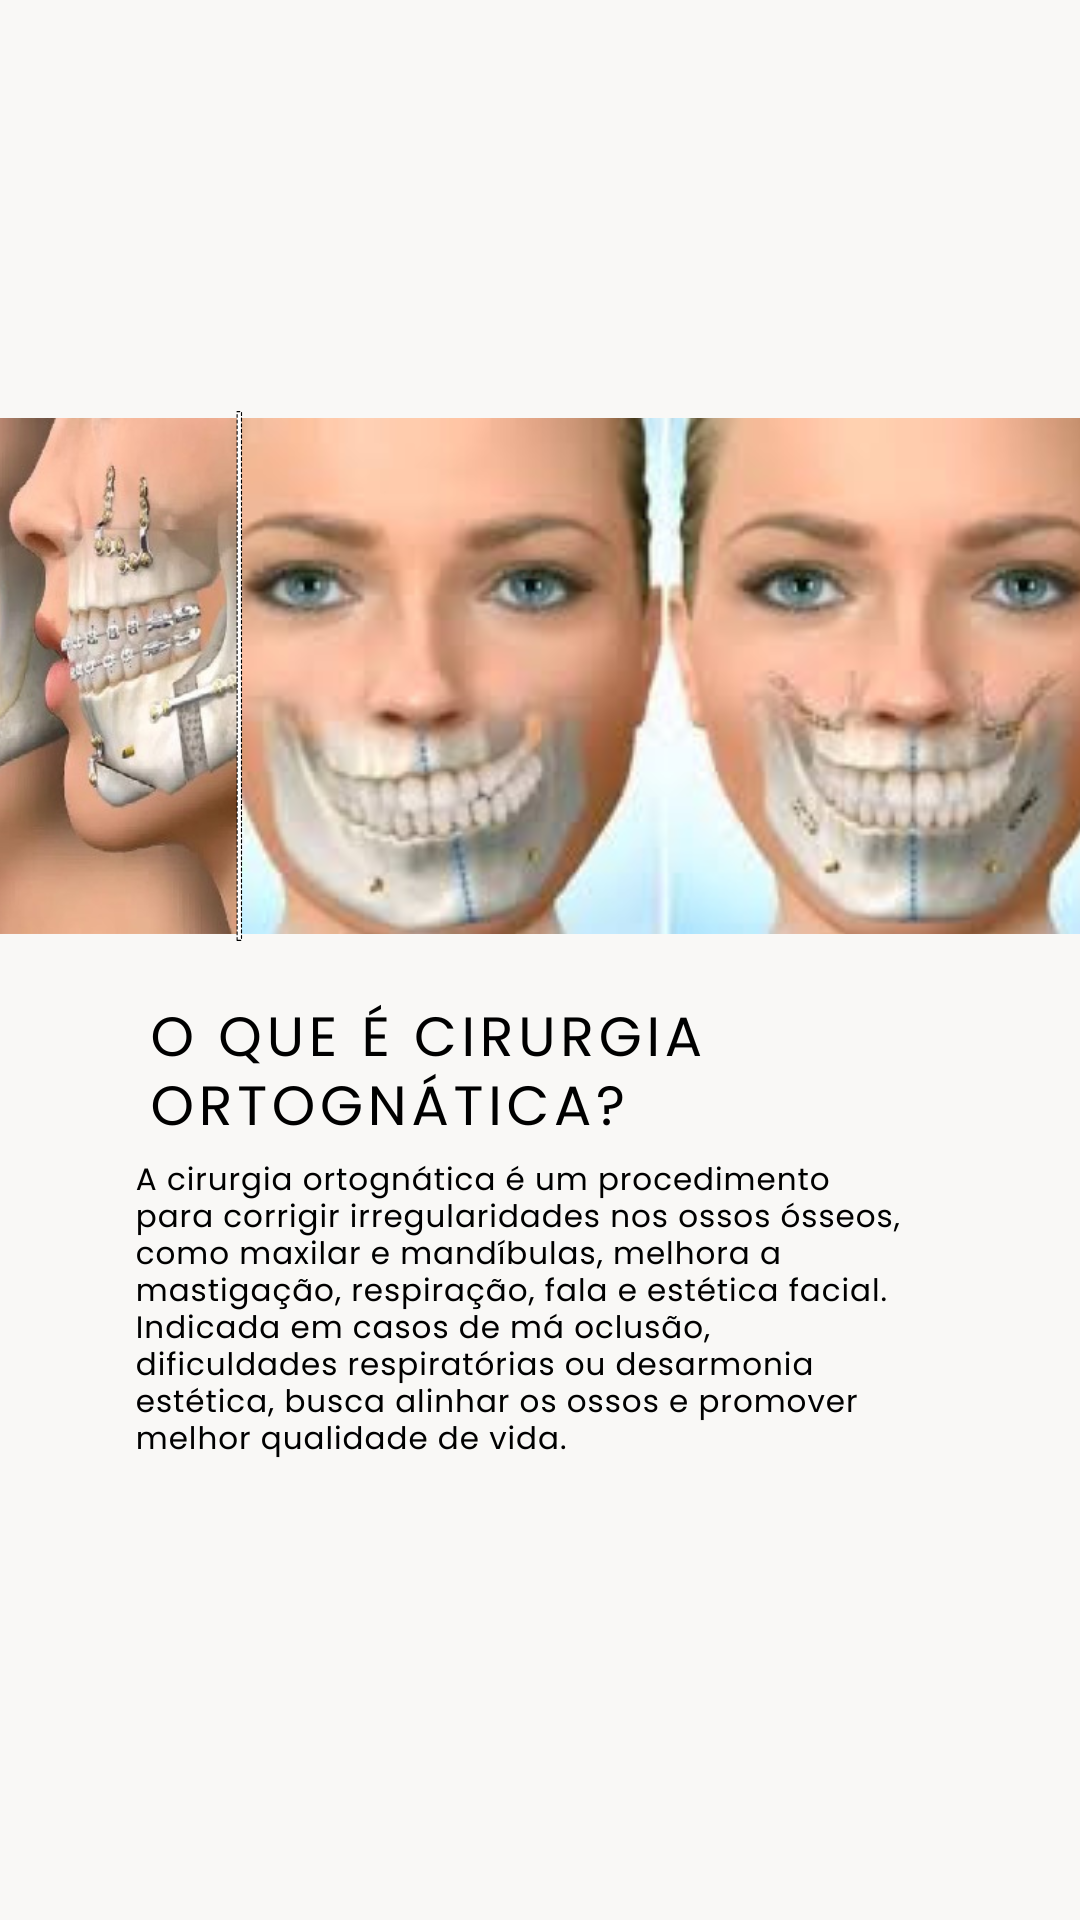 O QUE É CIRURGIA
ORTOGNÁTICA?
A cirurgia ortognática é um procedimento
para corrigir irregularidades nos ossos ósseos,
como maxilar e mandíbulas, melhora a
mastigação, respiração, fala e estética facial.
Indicada em casos de má oclusão,
dificuldades respiratórias ou desarmonia
estética, busca alinhar os ossos e promover
melhor qualidade de vida.